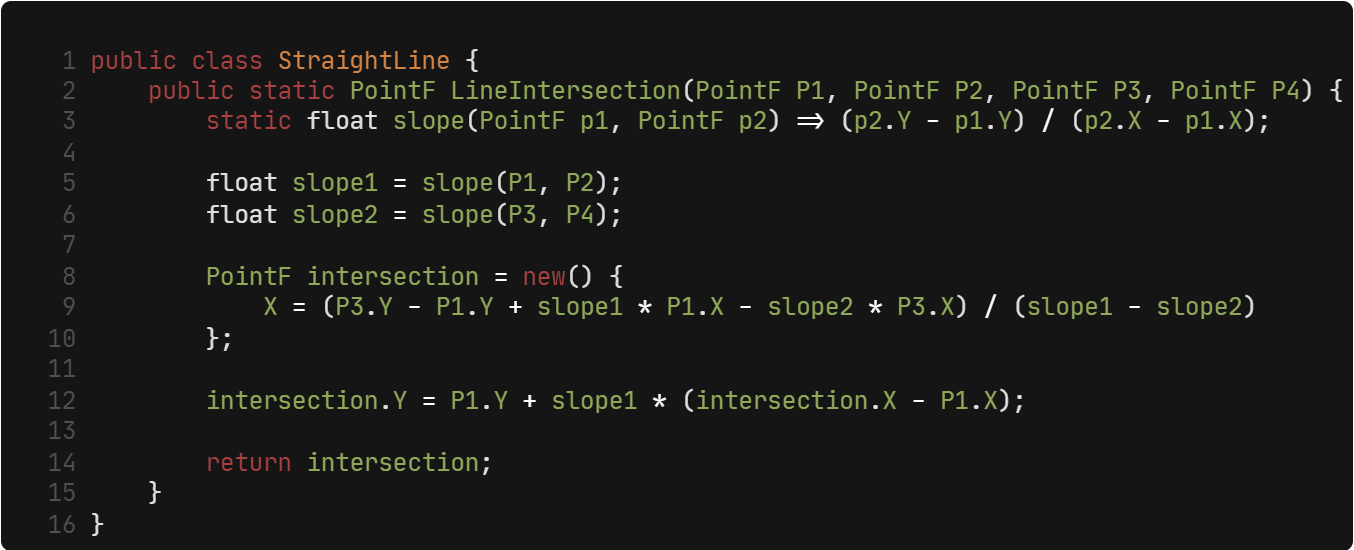 1 public class StraightLine {
2     public static PointF LineIntersection(PointF P1, PointF P2, PointF P3, PointF P4) {
3         static float slope(PointF p1, PointF p2) => (p2.Y - p1.Y) / (p2.X - p1.X);
4
5         float slope1 = slope(P1, P2);
6         float slope2 = slope(P3, P4);
7
8         PointF intersection = new() {
9             X = (P3.Y - P1.Y + slope1 * P1.X - slope2 * P3.X) / (slope1 - slope2)
10         };
11
12         intersection.Y = P1.Y + slope1 * (intersection.X - P1.X);
13
14         return intersection;
15     }
16 }